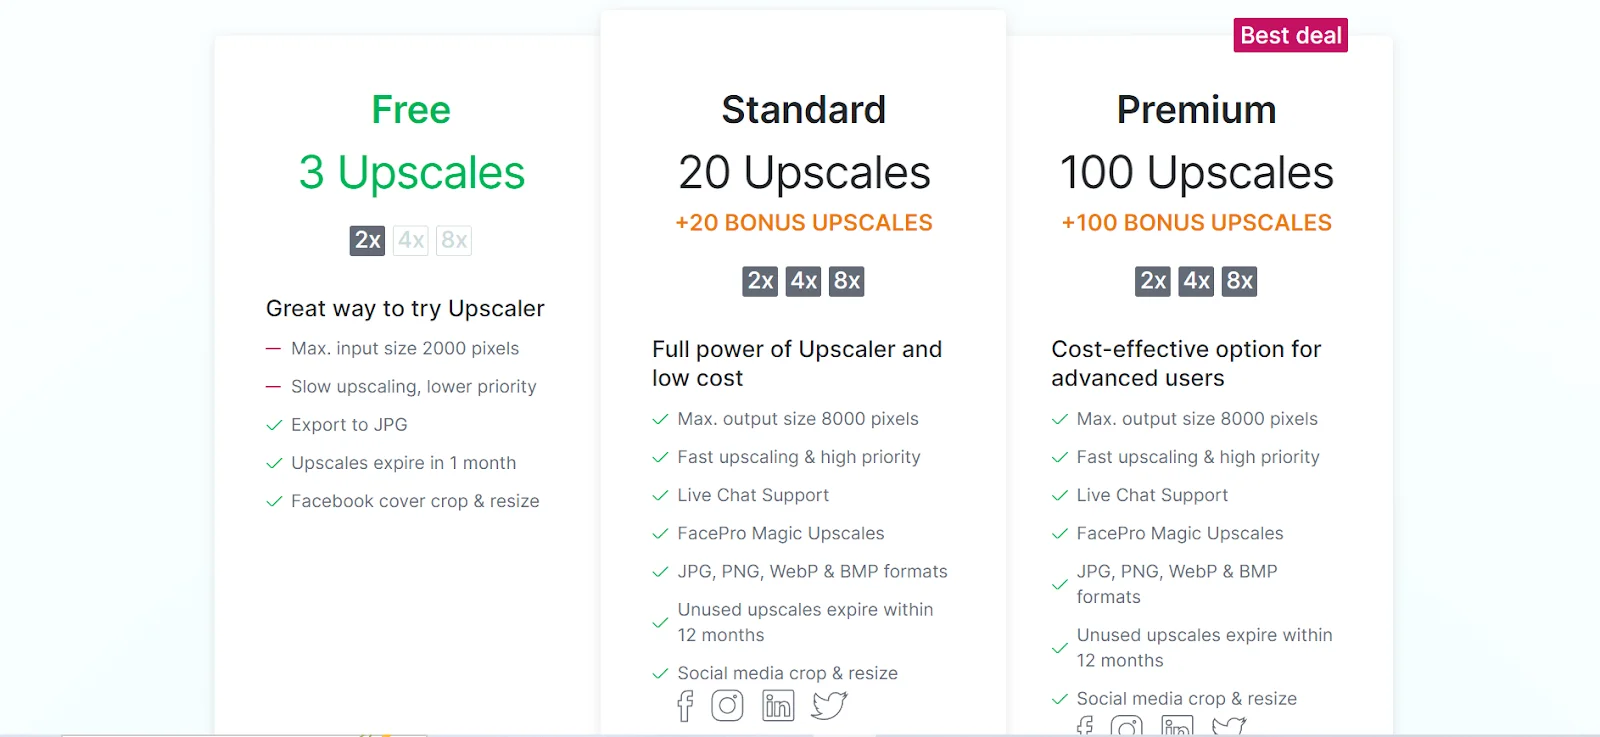 Best deal
Free
3 Upscales
2x 4x 8x
Great way to try Upscaler
Max. input size 2000 pixels
Slow upscaling, lower priority
Export to JPG
Upscales expire in 1 month
Facebook cover crop & resize
Standard
20 Upscales
+20 BONUS UPSCALES
2x 4x 8x
Full power of Upscaler and
low cost
Max. output size 8000 pixels
Fast upscaling & high priority
Live Chat Support
FacePro Magic Upscales
JPG, PNG, WebP & BMP formats
Unused upscales expire within
12 months
Social media crop & resize
Premium
100 Upscales
+100 BONUS UPSCALES
2x 4x 8x
Cost-effective option for
advanced users
Max. output size 8000 pixels
Fast upscaling & high priority
Live Chat Support
FacePro Magic Upscales
JPG, PNG, WebP & BMP
formats
Unused upscales expire within
12 months
Social media crop & resize